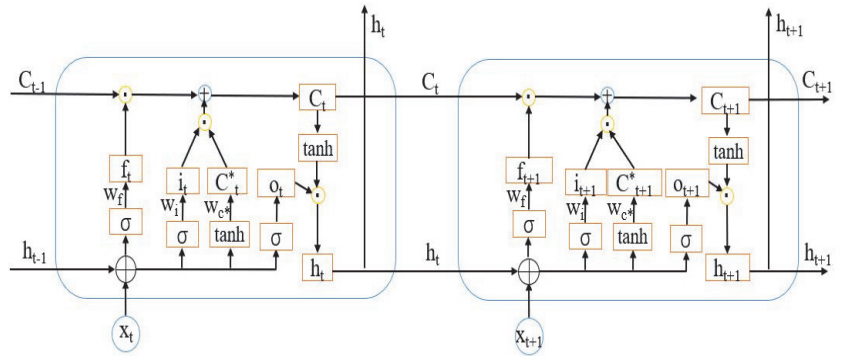 h_t
h_{t+1}
C_{t-1}
C_t
C_{t+1}
+
C_t
+
C_{t+1}
tanh
tanh
f_t
i_t
C*_t
o_t
f_{t+1}
i_{t+1}
C*_{t+1}
o_{t+1}
w_f
w_i
w_{c*}
w_f
w_i
w_{c*}
σ
σ
tanh
σ
σ
σ
tanh
σ
h_{t-1}
h_t
h_t
h_{t+1}
h_{t+1}
x_t
x_{t+1}